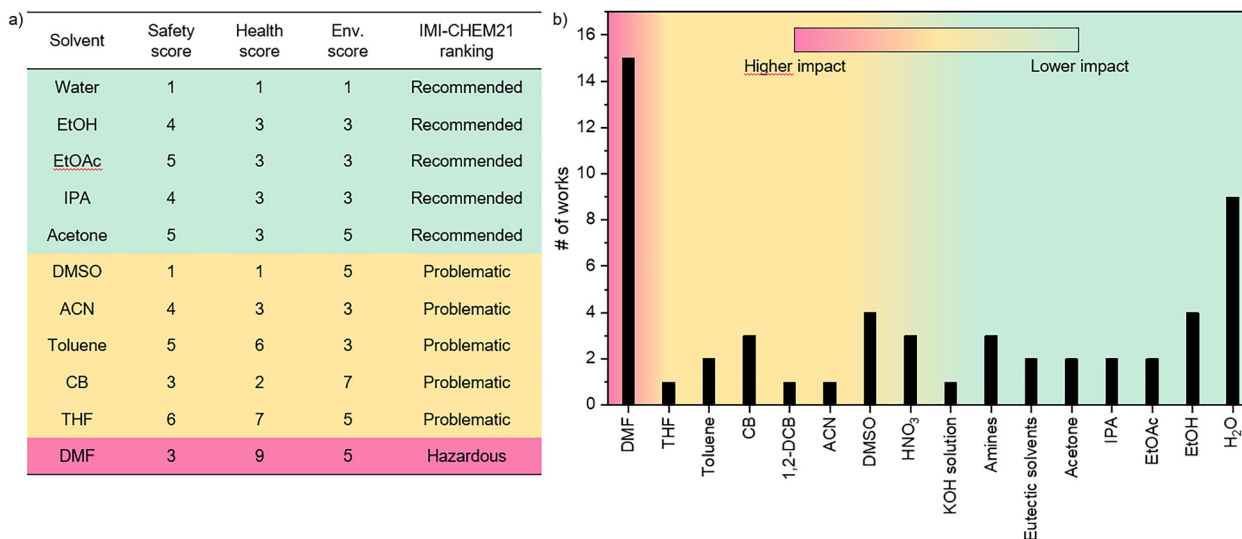 a)
Solvent Safety score Health score Env. score IMI-CHEM21 ranking
Water 1 1 1 Recommended
EtOH 4 3 3 Recommended
EtOAc 5 3 3 Recommended
IPA 4 3 3 Recommended
Acetone 5 3 5 Recommended
DMSO 1 1 5 Problematic
ACN 4 3 3 Problematic
Toluene 5 6 3 Problematic
CB 3 2 7 Problematic
THF 6 7 5 Problematic
DMF 3 9 5 Hazardous
b)
Higher impact Lower impact
# of works
16
14
12
10
8
6
4
2
0
DMF
THF
Toluene
CB
1,2-DCB
ACN
DMSO
HNO₃
KOH solution
Amines
Eutectic solvents
Acetone
IPA
EtOAc
EtOH
H₂O